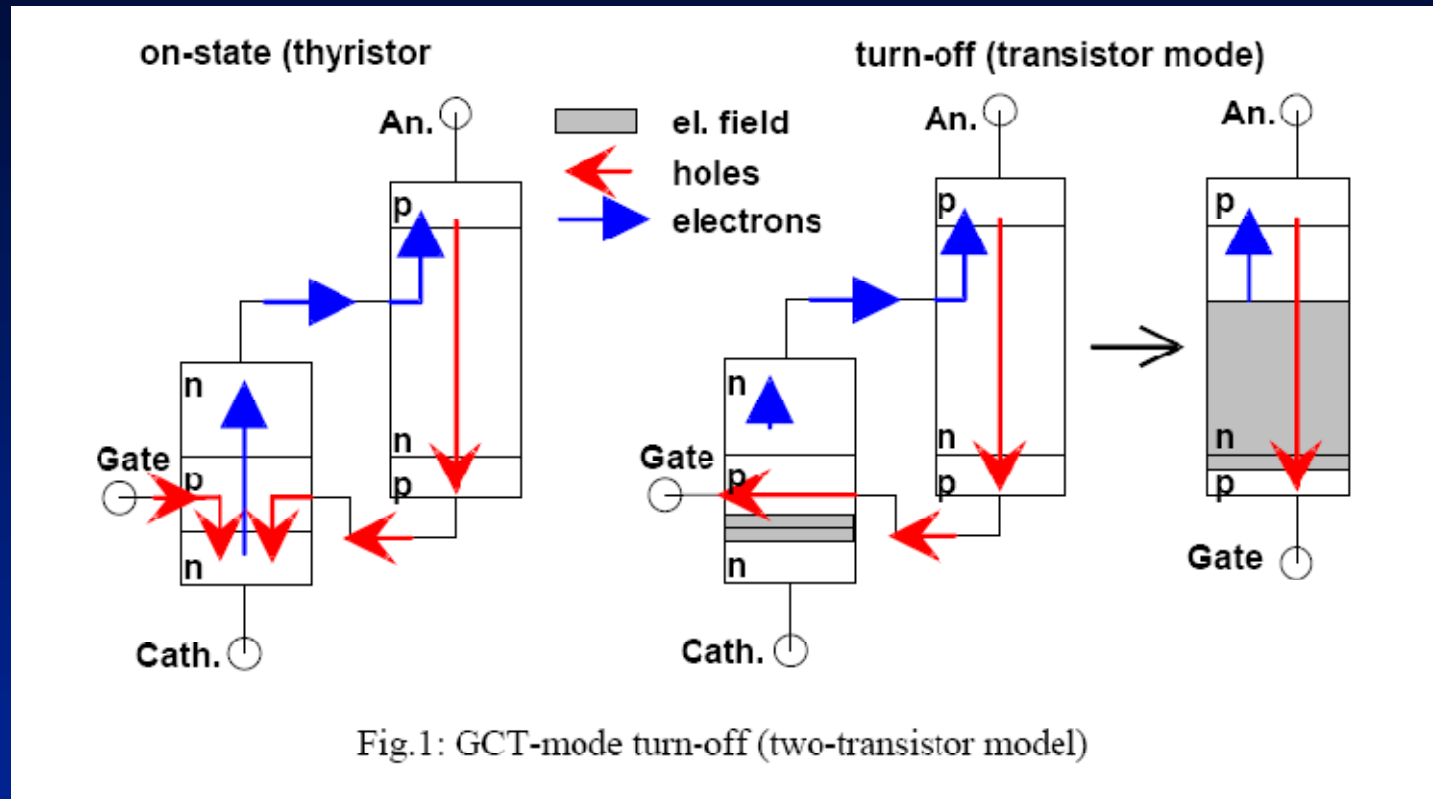 on-state (thyristor
turn-off (transistor mode)
An.
el. field
holes
electrons
p
n
p
n
Gate
p
n
Cath.
An.
p
n
p
n
Gate
p
n
Cath.
An.
p
n
p
Gate
Fig.1: GCT-mode turn-off (two-transistor model)